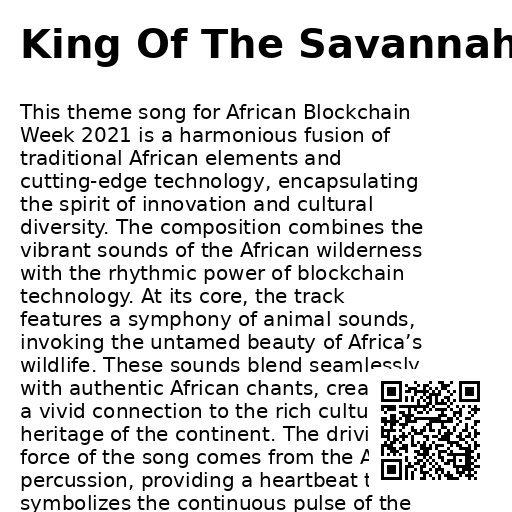 King Of The Savannah
This theme song for African Blockchain
Week 2021 is a harmonious fusion of
traditional African elements and
cutting-edge technology, encapsulating
the spirit of innovation and cultural
diversity. The composition combines the
vibrant sounds of the African wilderness
with the rhythmic power of blockchain
technology. At its core, the track
features a symphony of animal sounds,
invoking the untamed beauty of Africa’s
wildlife. These sounds blend seamlessly
with authentic African chants, crea
a vivid connection to the rich cultu
heritage of the continent. The drivi
force of the song comes from the A
percussion, providing a heartbeat t
symbolizes the continuous pulse of the